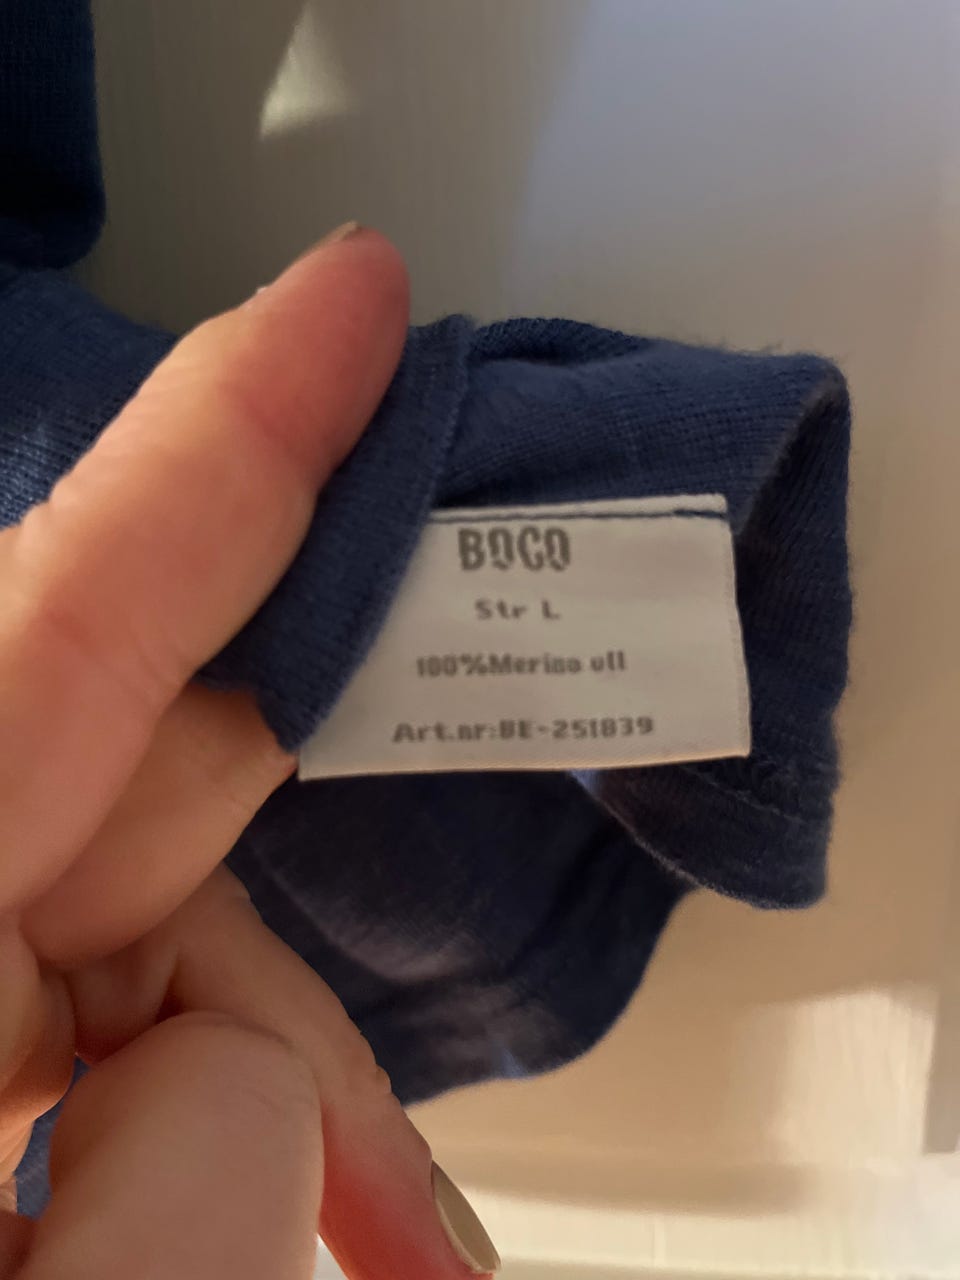 BOCO
Str L
100%Merino ull
Art.nr:BE-251839